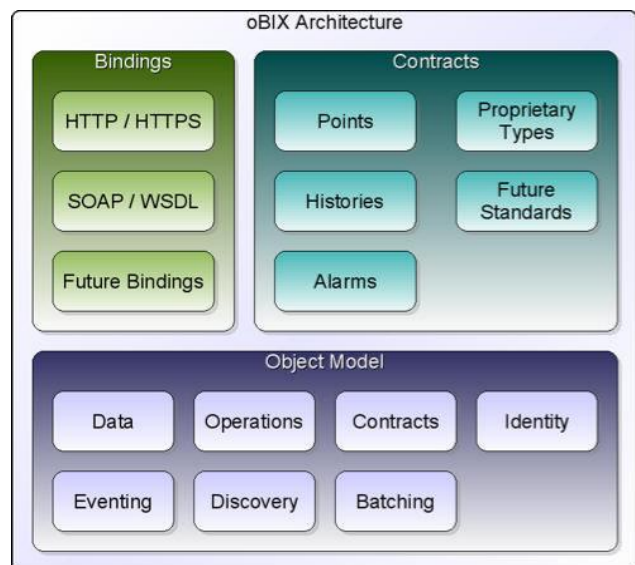 oBIX Architecture
Bindings
HTTP / HTTPS
SOAP / WSDL
Future Bindings
Contracts
Points
Proprietary
Types
Histories
Future
Standards
Alarms
Object Model
Data
Operations
Contracts
Identity
Eventing
Discovery
Batching